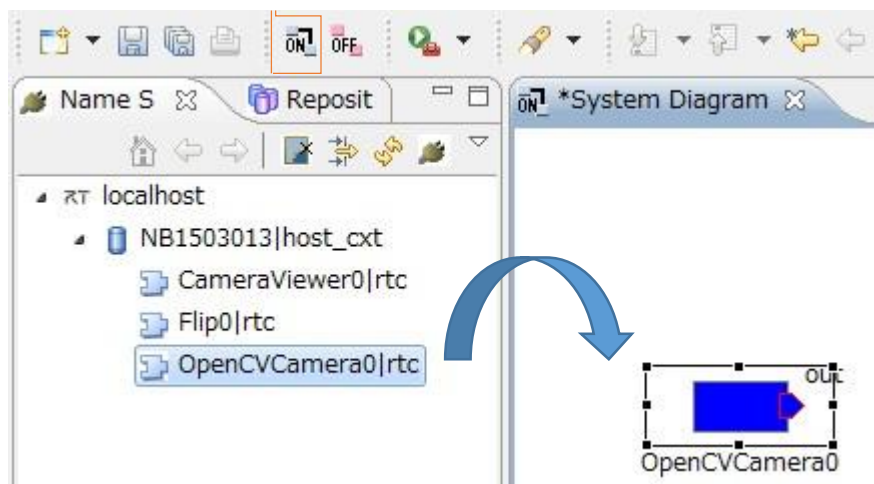 ON OFF
Name S Reposit
ON *System Diagram
RT localhost
NB1503013|host_cxt
CameraViewer0|rtc
Flip0|rtc
OpenCVCamera0|rtc
out
OpenCVCamera0